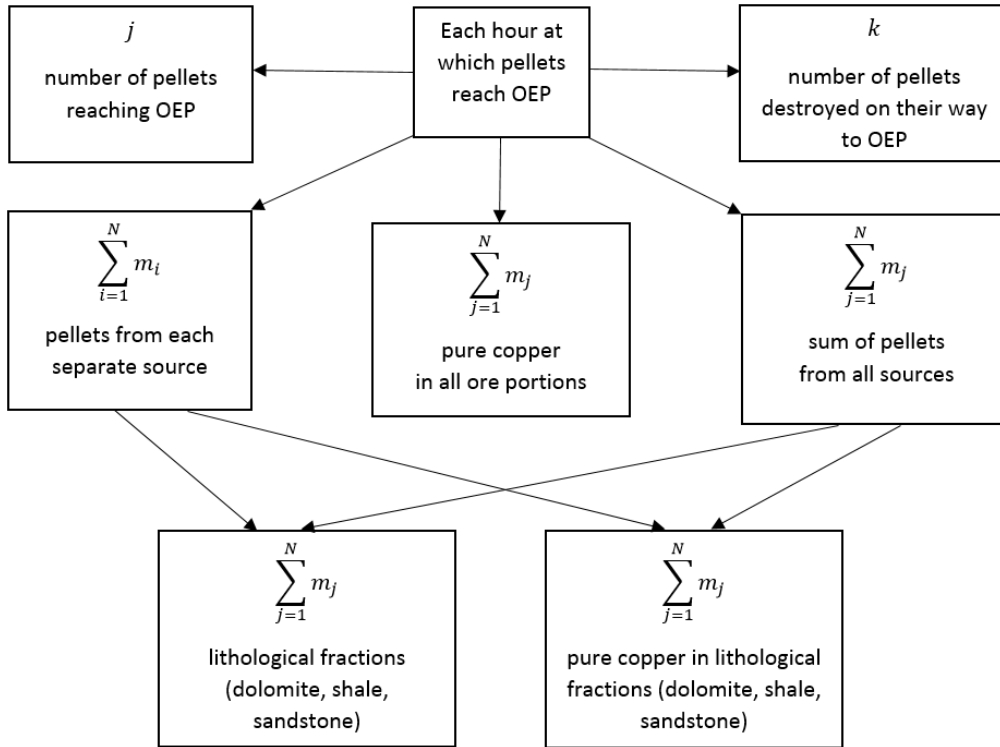 j
number of pellets
reaching OEP
Each hour at
which pellets
reach OEP
k
number of pellets
destroyed on their way
to OEP
N
∑ m_i
i=1
pellets from each
separate source
N
∑ m_j
j=1
pure copper
in all ore portions
N
∑ m_j
j=1
sum of pellets
from all sources
N
∑ m_j
j=1
lithological fractions
(dolomite, shale,
sandstone)
N
∑ m_j
j=1
pure copper in lithological
fractions (dolomite, shale,
sandstone)